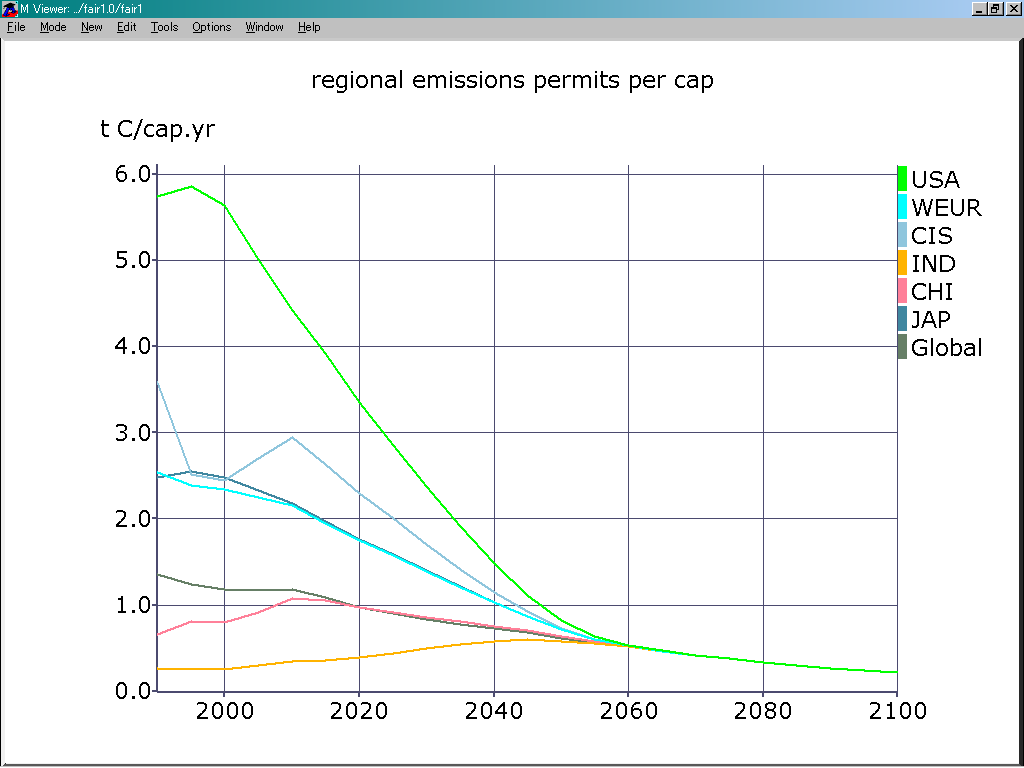 M Viewer: ../fair1.0/fair1
File Mode New Edit Tools Options Window Help
regional emissions permits per cap
t C/cap.yr
6.0
5.0
4.0
3.0
2.0
1.0
0.0
2000 2020 2040 2060 2080 2100
USA
WEUR
CIS
IND
CHI
JAP
Global